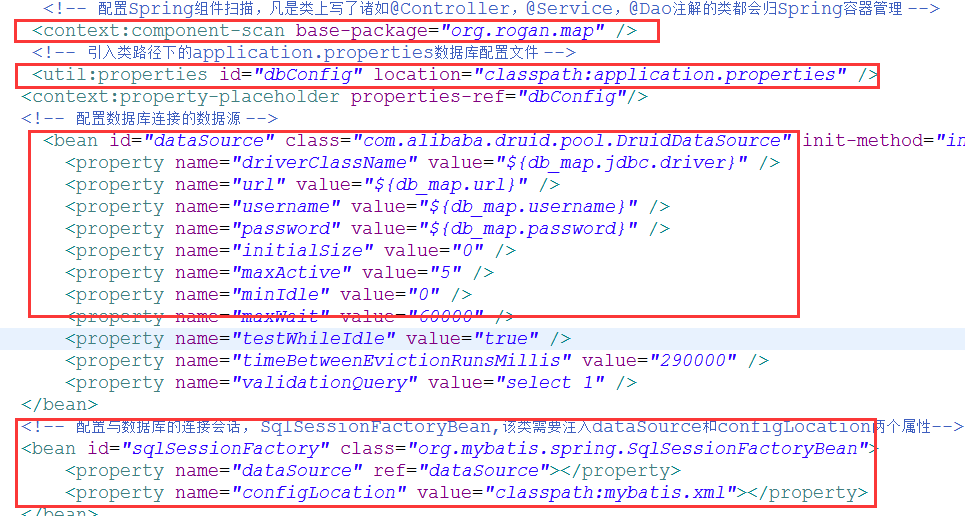 <!-- 配置Spring组件扫描，凡是类上写了诸如@Controller，@Service，@Dao注解的类都会归Spring容器管理 -->
<context:component-scan base-package="org.rogan.map" />
<!-- 引入类路径下的application.properties数据库配置文件 -->
<util:properties id="dbConfig" location="classpath:application.properties" />
<context:property-placeholder properties-ref="dbConfig"/>
<!-- 配置数据库连接的数据源 -->
<bean id="dataSource" class="com.alibaba.druid.pool.DruidDataSource" init-method="in
<property name="driverClassName" value="${db_map.jdbc.driver}" />
<property name="url" value="${db_map.url}" />
<property name="username" value="${db_map.username}" />
<property name="password" value="${db_map.password}" />
<property name="initialSize" value="0" />
<property name="maxActive" value="5" />
<property name="minIdle" value="0" />
<property name="maxWait" value="60000" />
<property name="testWhileIdle" value="true" />
<property name="timeBetweenEvictionRunsMillis" value="290000" />
<property name="validationQuery" value="select 1" />
</bean>
<!-- 配置与数据库的连接会话，SqlSessionFactoryBean,该类需要注入dataSource和configLocation两个属性-->
<bean id="sqlSessionFactory" class="org.mybatis.spring.SqlSessionFactoryBean">
<property name="dataSource" ref="dataSource"></property>
<property name="configLocation" value="classpath:mybatis.xml"></property>
</bean>